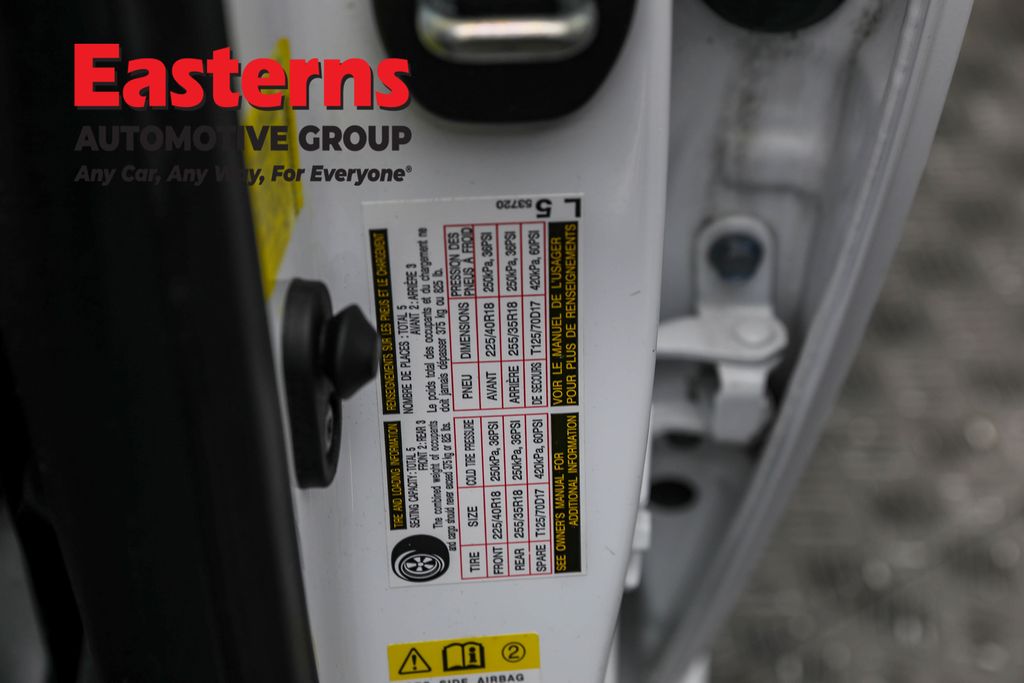 Easterns
AUTOMOTIVE GROUP
Any Car, Any Way, For Everyone®
L 5 53720
TIRE AND LOADING INFORMATION
SEATING CAPACITY : TOTAL 5
FRONT 2 : REAR 3
The combined weight of occupants
and cargo should never exceed 375 kg or 825 lbs.
TIRE SIZE COLD TIRE PRESSURE
FRONT 225/40R18 250kPa, 36PSI
REAR 255/35R18 250kPa, 36PSI
SPARE T125/70D17 420kPa, 60PSI
SEE OWNER'S MANUAL FOR
ADDITIONAL INFORMATION
RENSEIGNEMENTS SUR LES PNEUS ET LE CHARGEMENT
NOMBRE DE PLACES : TOTAL 5
AVANT 2 : ARRIÈRE 3
Le poids total des occupants et du chargement ne
doit jamais dépasser 375 kg ou 825 lb.
PNEU DIMENSIONS PRESSION DES
PNEUS À FROID
AVANT 225/40R18 250kPa, 36PSI
ARRIÈRE 255/35R18 250kPa, 36PSI
DE SECOURS T125/70D17 420kPa, 60PSI
VOIR LE MANUEL DE L'USAGER
POUR PLUS DE RENSEIGNEMENTS
2
SIDE AIRBAG